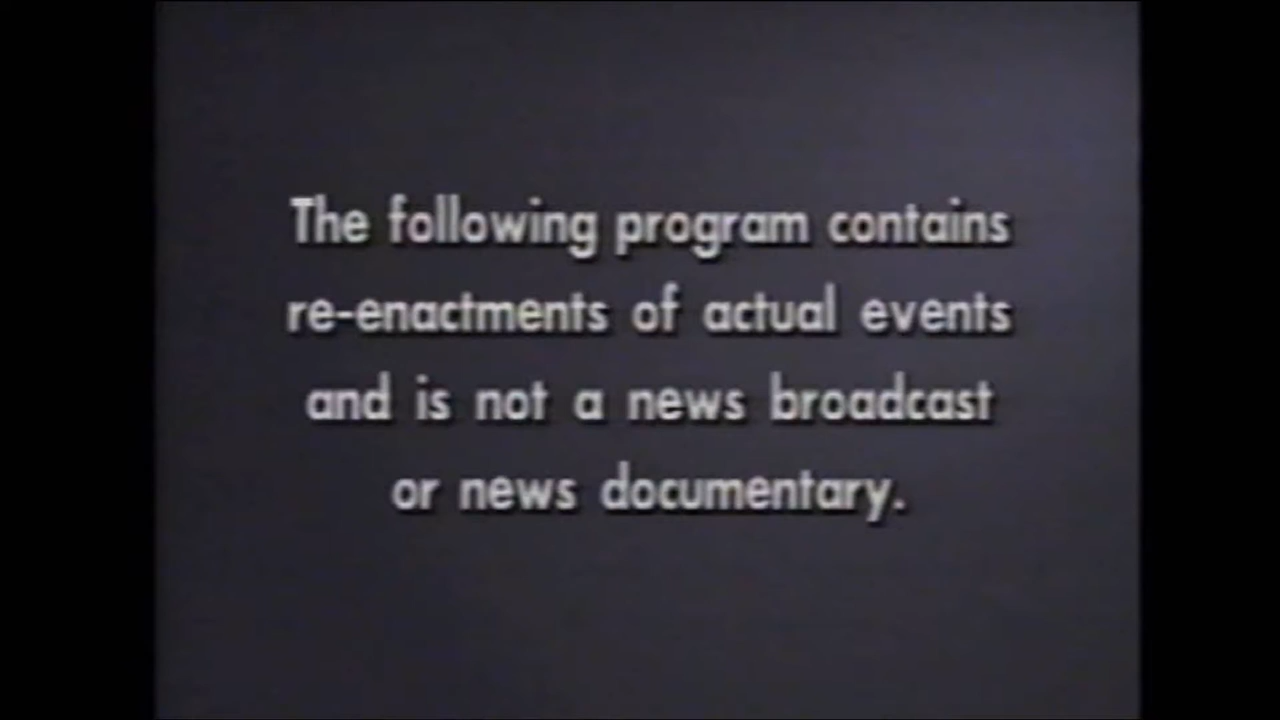 The following program contains
re-enactments of actual events
and is not a news broadcast
or news documentary.